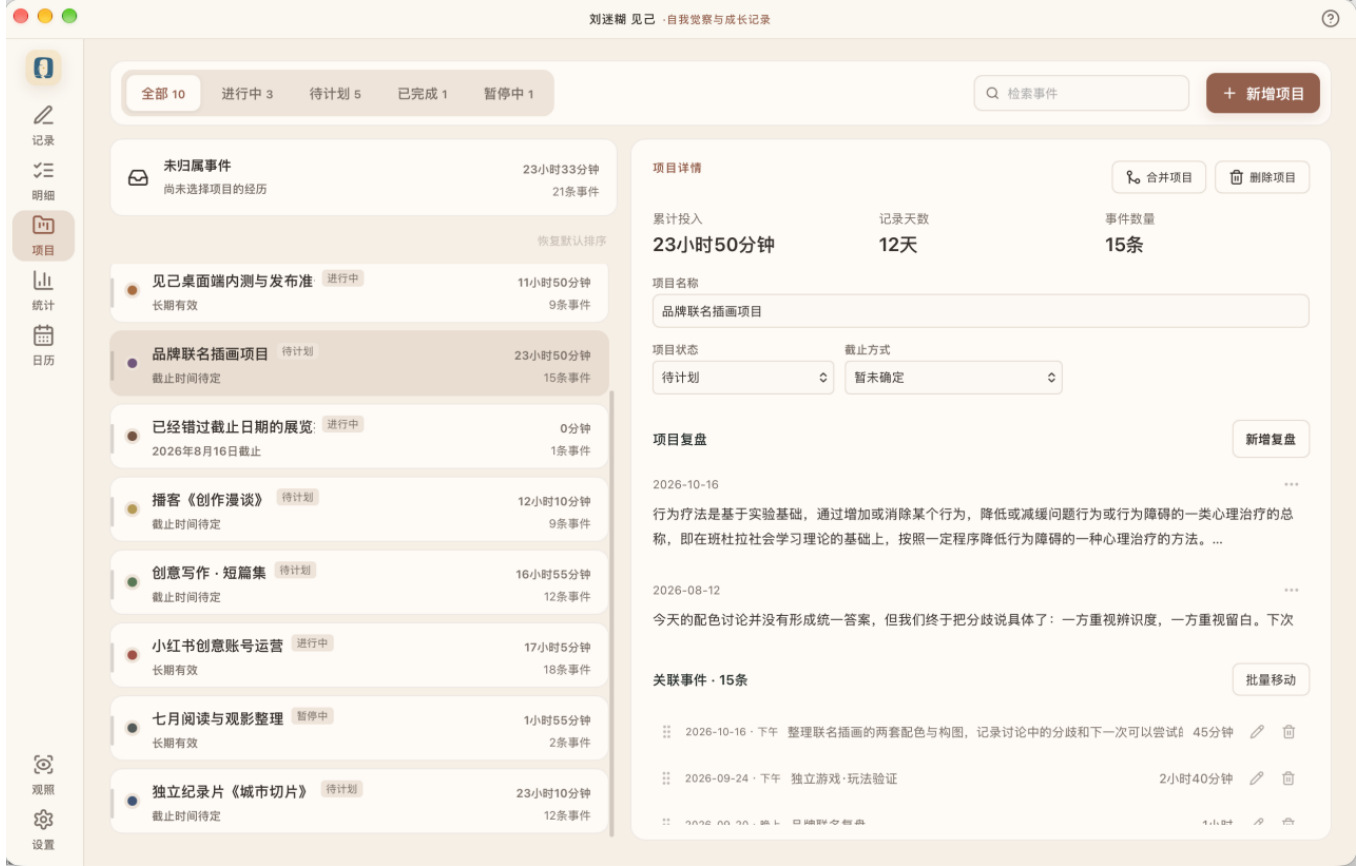 刘迷糊 见己 ·自我觉察与成长记录
记录
明细
项目
统计
日历
观照
设置
全部 10
进行中 3
待计划 5
已完成 1
暂停中 1
检索事件
+ 新增项目
未归属事件
23小时33分钟
尚未选择项目的经历
21条事件
恢复默认排序
见己桌面端内测与发布准
进行中
11小时50分钟
长期有效
9条事件
品牌联名插画项目
待计划
23小时50分钟
截止时间待定
15条事件
已经错过截止日期的展览
进行中
0分钟
2026年8月16日截止
1条事件
播客《创作漫谈》
待计划
12小时10分钟
截止时间待定
9条事件
创意写作 · 短篇集
待计划
16小时55分钟
截止时间待定
12条事件
小红书创意账号运营
进行中
17小时5分钟
长期有效
18条事件
七月阅读与观影整理
暂停中
1小时55分钟
长期有效
2条事件
独立纪录片《城市切片》
待计划
23小时10分钟
截止时间待定
12条事件
项目详情
合并项目
删除项目
累计投入
记录天数
事件数量
23小时50分钟
12天
15条
项目名称
品牌联名插画项目
项目状态
截止方式
待计划
暂未确定
项目复盘
新增复盘
2026-10-16
行为疗法是基于实验基础，通过增加或消除某个行为，降低或减缓问题行为或行为障碍的一类心理治疗的总
称，即在班杜拉社会学习理论的基础上，按照一定程序降低行为障碍的一种心理治疗的方法。...
2026-08-12
今天的配色讨论并没有形成统一答案，但我们终于把分歧说具体了：一方重视辨识度，一方重视留白。下次
关联事件 · 15条
批量移动
2026-10-16 · 下午 整理联名插画的两套配色与构图，记录讨论中的分歧和下一次可以尝试 45分钟
2026-09-24 · 下午 独立游戏·玩法验证 2小时40分钟
2026-09-20 · 晚上 品牌联名复盘 1小时